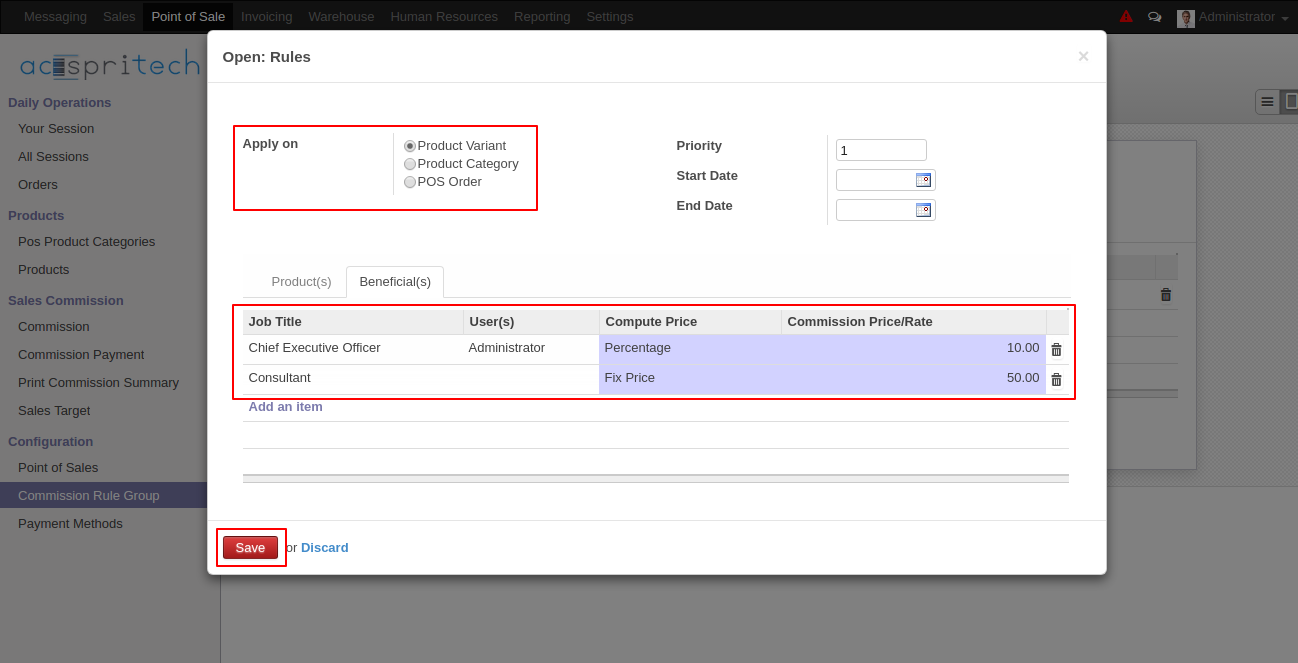 Messaging Sales Point of Sale Invoicing Warehouse Human Resources Reporting Settings Administrator
acespritech
Daily Operations
Your Session
All Sessions
Orders
Products
Pos Product Categories
Products
Sales Commission
Commission
Commission Payment
Print Commission Summary
Sales Target
Configuration
Point of Sales
Commission Rule Group
Payment Methods
Open: Rules ×
Apply on
Product Variant
Product Category
POS Order
Priority 1
Start Date
End Date
Product(s) Beneficial(s)
Job Title User(s) Compute Price Commission Price/Rate
Chief Executive Officer Administrator Percentage 10.00
Consultant Fix Price 50.00
Add an item
Save or Discard